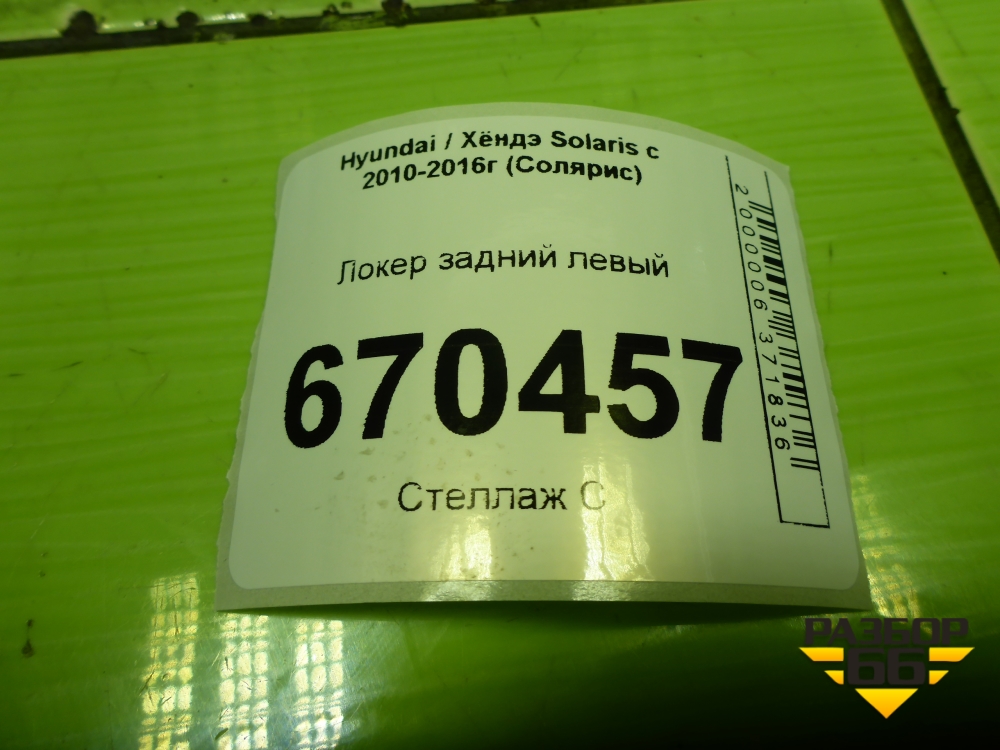 Hyundai / Хёндэ Solaris с
2010-2016г (Солярис)
Локер задний левый
670457
Стеллаж С
2000006371836
РАЗБОР
66